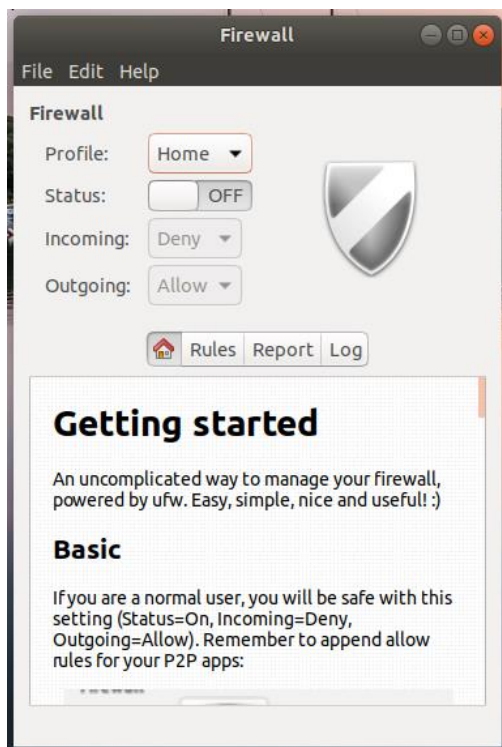 Firewall
File Edit Help
Firewall
Profile: Home
Status: OFF
Incoming: Deny
Outgoing: Allow
Rules Report Log
Getting started
An uncomplicated way to manage your firewall,
powered by ufw. Easy, simple, nice and useful! :)
Basic
If you are a normal user, you will be safe with this
setting (Status=On, Incoming=Deny,
Outgoing=Allow). Remember to append allow
rules for your P2P apps: